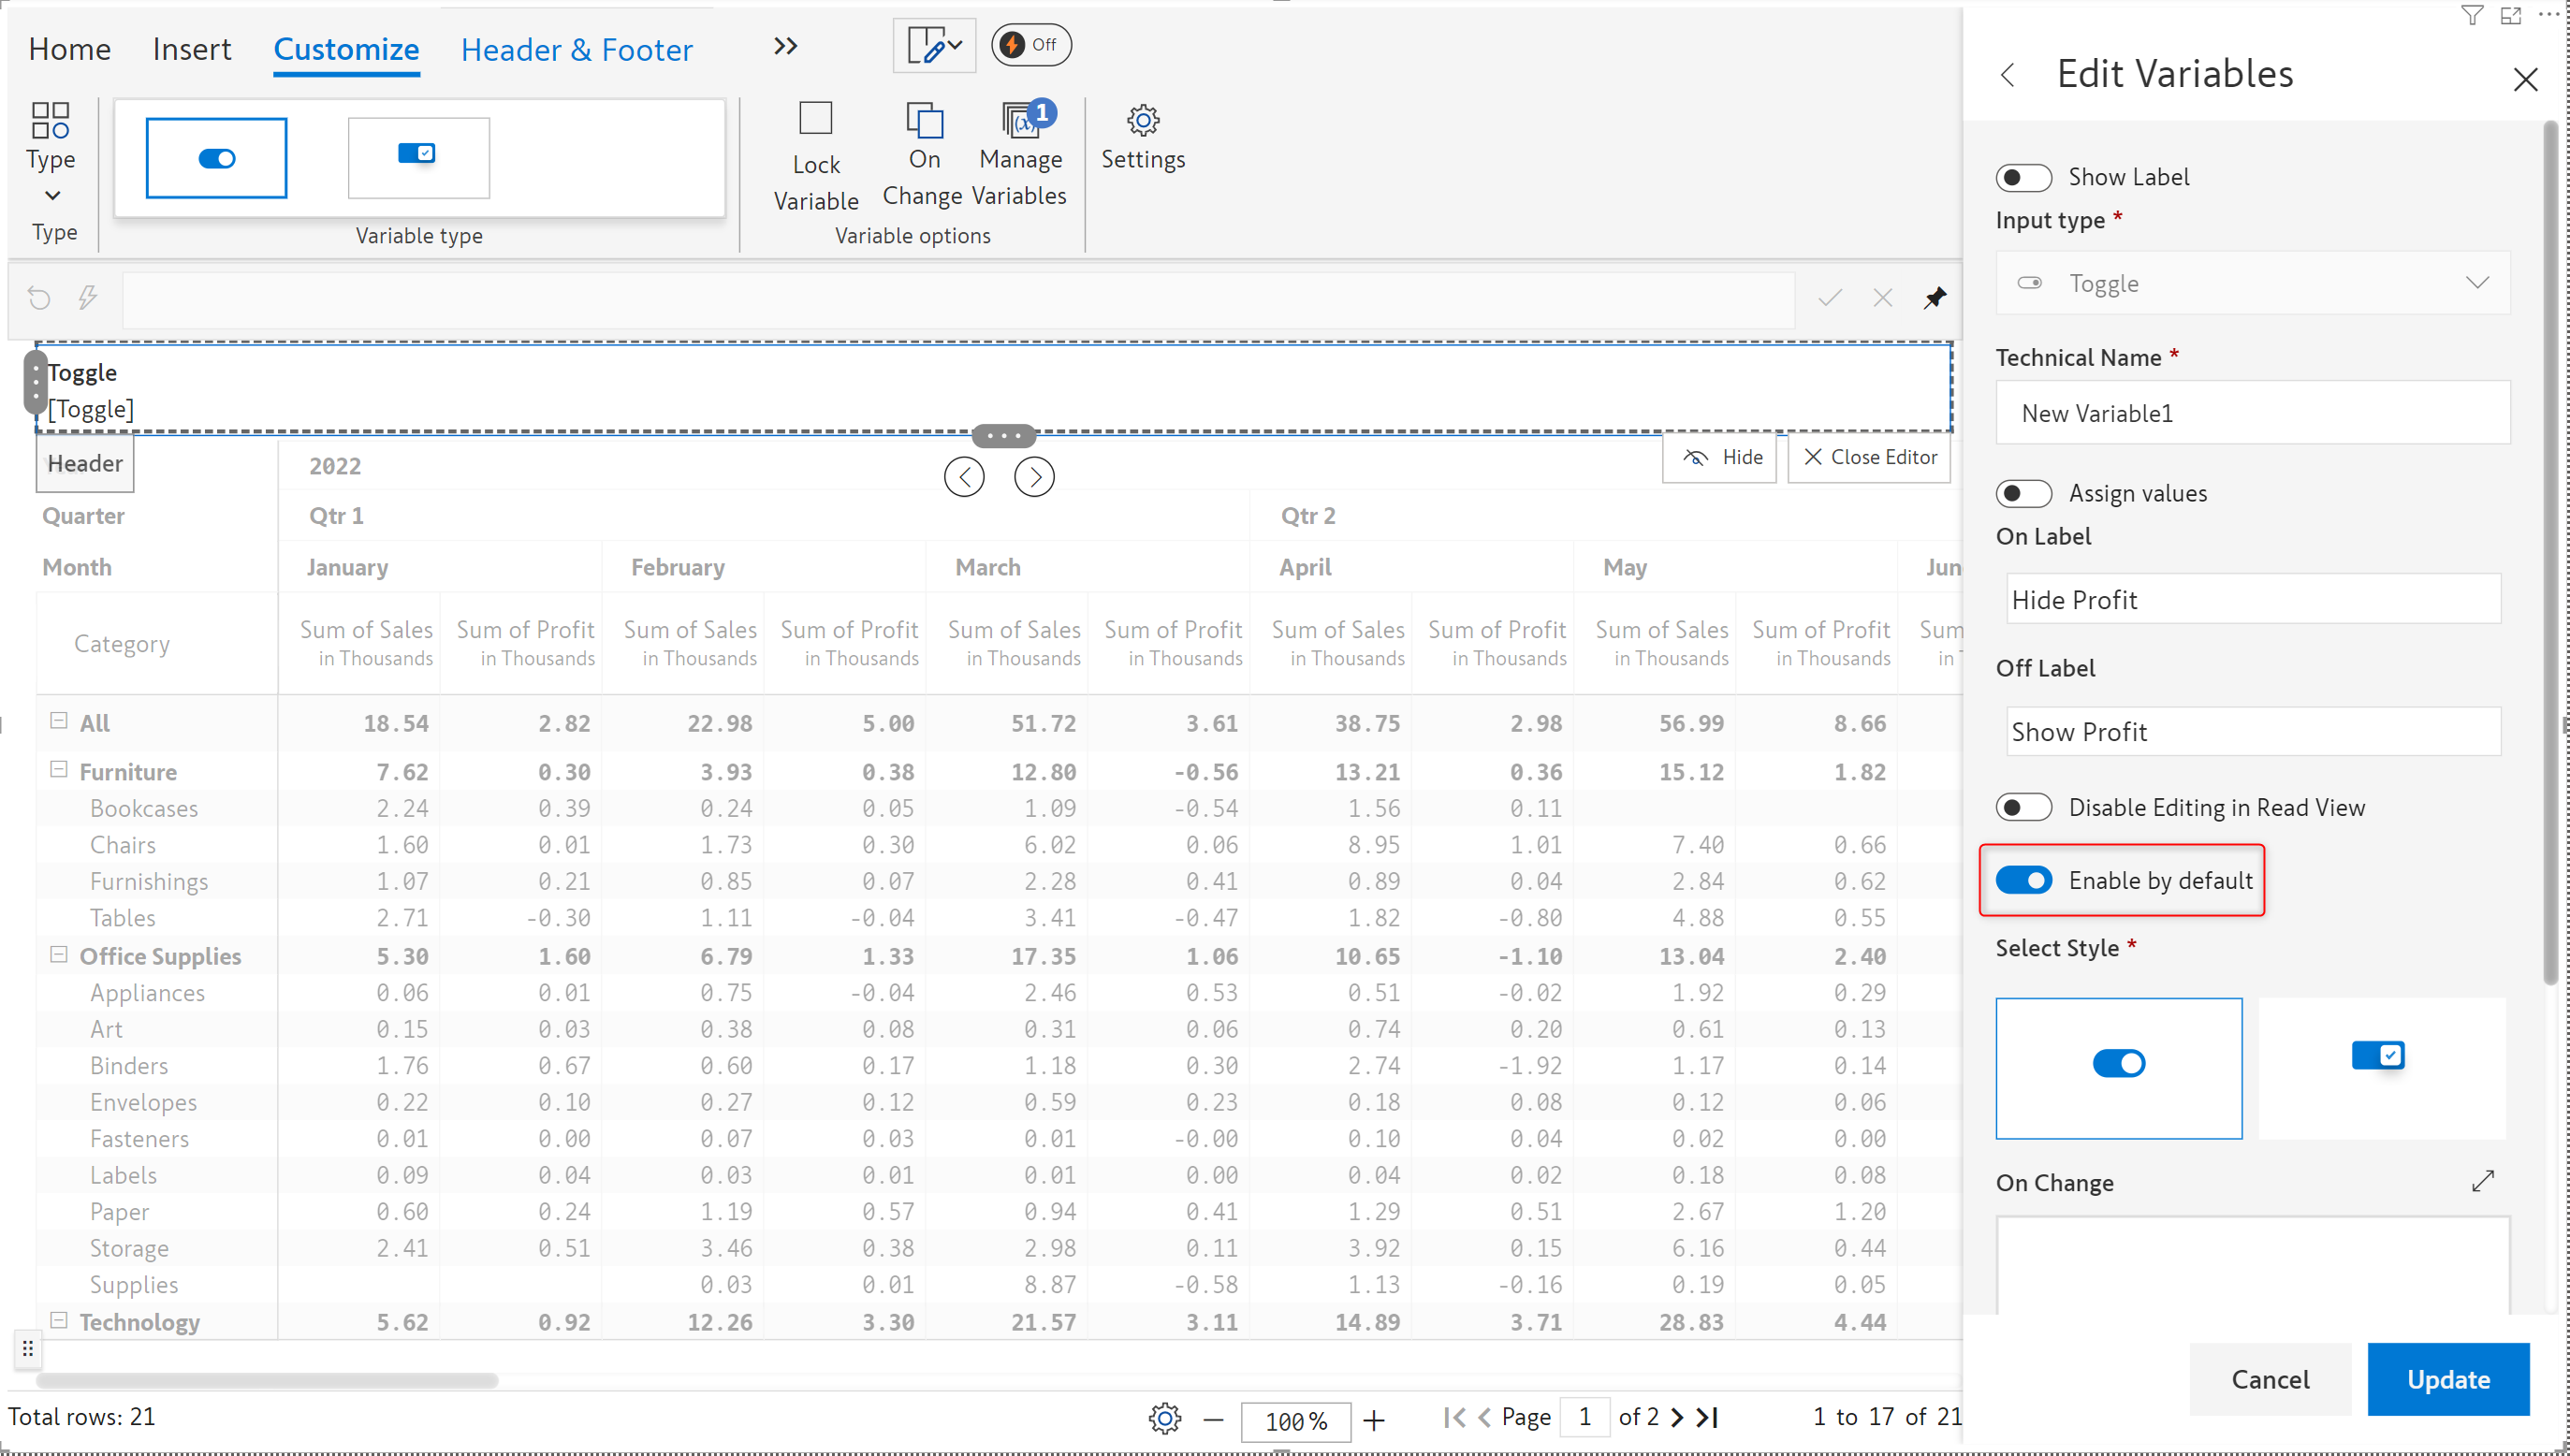 Home Insert Customize Header & Footer Off
Type
Type
Variable type
Lock
Variable
On
Change
1
Manage
Variables
Variable options
Settings
Toggle
[Toggle]
Header
Hide Close Editor
2022
Quarter Qtr 1 Qtr 2
Month January February March April May Jun
Category Sum of Sales Sum of Profit Sum of Sales Sum of Profit Sum of Sales Sum of Profit Sum of Sales Sum of Profit Sum of Sales Sum of Profit Sum
in Thousands in Thousands in Thousands in Thousands in Thousands in Thousands in Thousands in Thousands in Thousands in Thousands in
All 18.54 2.82 22.98 5.00 51.72 3.61 38.75 2.98 56.99 8.66
Furniture 7.62 0.30 3.93 0.38 12.80 -0.56 13.21 0.36 15.12 1.82
Bookcases 2.24 0.39 0.24 0.05 1.09 -0.54 1.56 0.11
Chairs 1.60 0.01 1.73 0.30 6.02 0.06 8.95 1.01 7.40 0.66
Furnishings 1.07 0.21 0.85 0.07 2.28 0.41 0.89 0.04 2.84 0.62
Tables 2.71 -0.30 1.11 -0.04 3.41 -0.47 1.82 -0.80 4.88 0.55
Office Supplies 5.30 1.60 6.79 1.33 17.35 1.06 10.65 -1.10 13.04 2.40
Appliances 0.06 0.01 0.75 -0.04 2.46 0.53 0.51 -0.02 1.92 0.29
Art 0.15 0.03 0.38 0.08 0.31 0.06 0.74 0.20 0.61 0.13
Binders 1.76 0.67 0.60 0.17 1.18 0.30 2.74 -1.92 1.17 0.14
Envelopes 0.22 0.10 0.27 0.12 0.59 0.23 0.18 0.08 0.12 0.06
Fasteners 0.01 0.00 0.07 0.03 0.01 -0.00 0.10 0.04 0.02 0.00
Labels 0.09 0.04 0.03 0.01 0.01 0.00 0.04 0.02 0.18 0.08
Paper 0.60 0.24 1.19 0.57 0.94 0.41 1.29 0.51 2.67 1.20
Storage 2.41 0.51 3.46 0.38 2.98 0.11 3.92 0.15 6.16 0.44
Supplies 0.03 0.01 8.87 -0.58 1.13 -0.16 0.19 0.05
Technology 5.62 0.92 12.26 3.30 21.57 3.11 14.89 3.71 28.83 4.44
Total rows: 21 100% Page 1 of 2 1 to 17 of 21
Edit Variables
Show Label
Input type *
Toggle
Technical Name *
New Variable1
Assign values
On Label
Hide Profit
Off Label
Show Profit
Disable Editing in Read View
Enable by default
Select Style *
On Change
Cancel Update